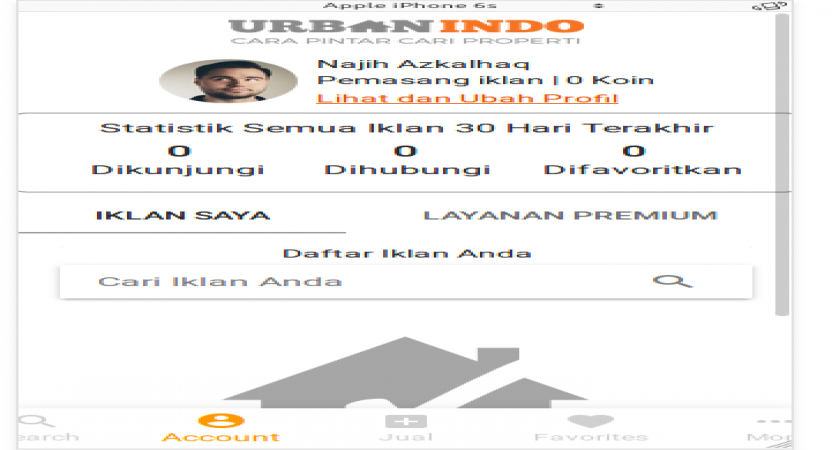 Apple iPhone 6s
URBANINDO
CARA PINTAR CARI PROPERTI
Najih Azkalhaq
Pemasang iklan | 0 Koin
Lihat dan Ubah Profil
Statistik Semua Iklan 30 Hari Terakhir
0 0 0
Dikunjungi Dihubungi Difavoritkan
IKLAN SAYA LAYANAN PREMIUM
Daftar Iklan Anda
Cari Iklan Anda
earch Account Jual Favorites Mor